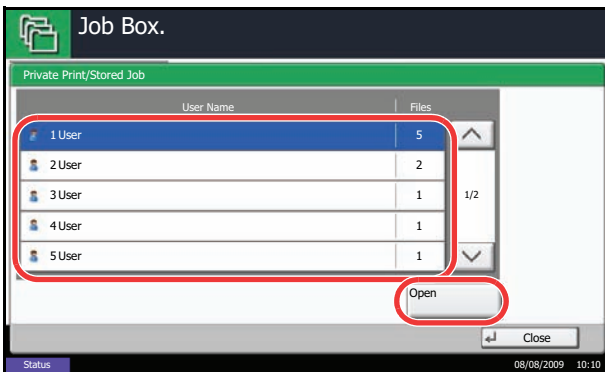 Job Box.
Private Print/Stored Job
User Name Files
1 User 5
2 User 2
3 User 1
1/2
4 User 1
5 User 1
Open
Close
Status 08/08/2009 10:10